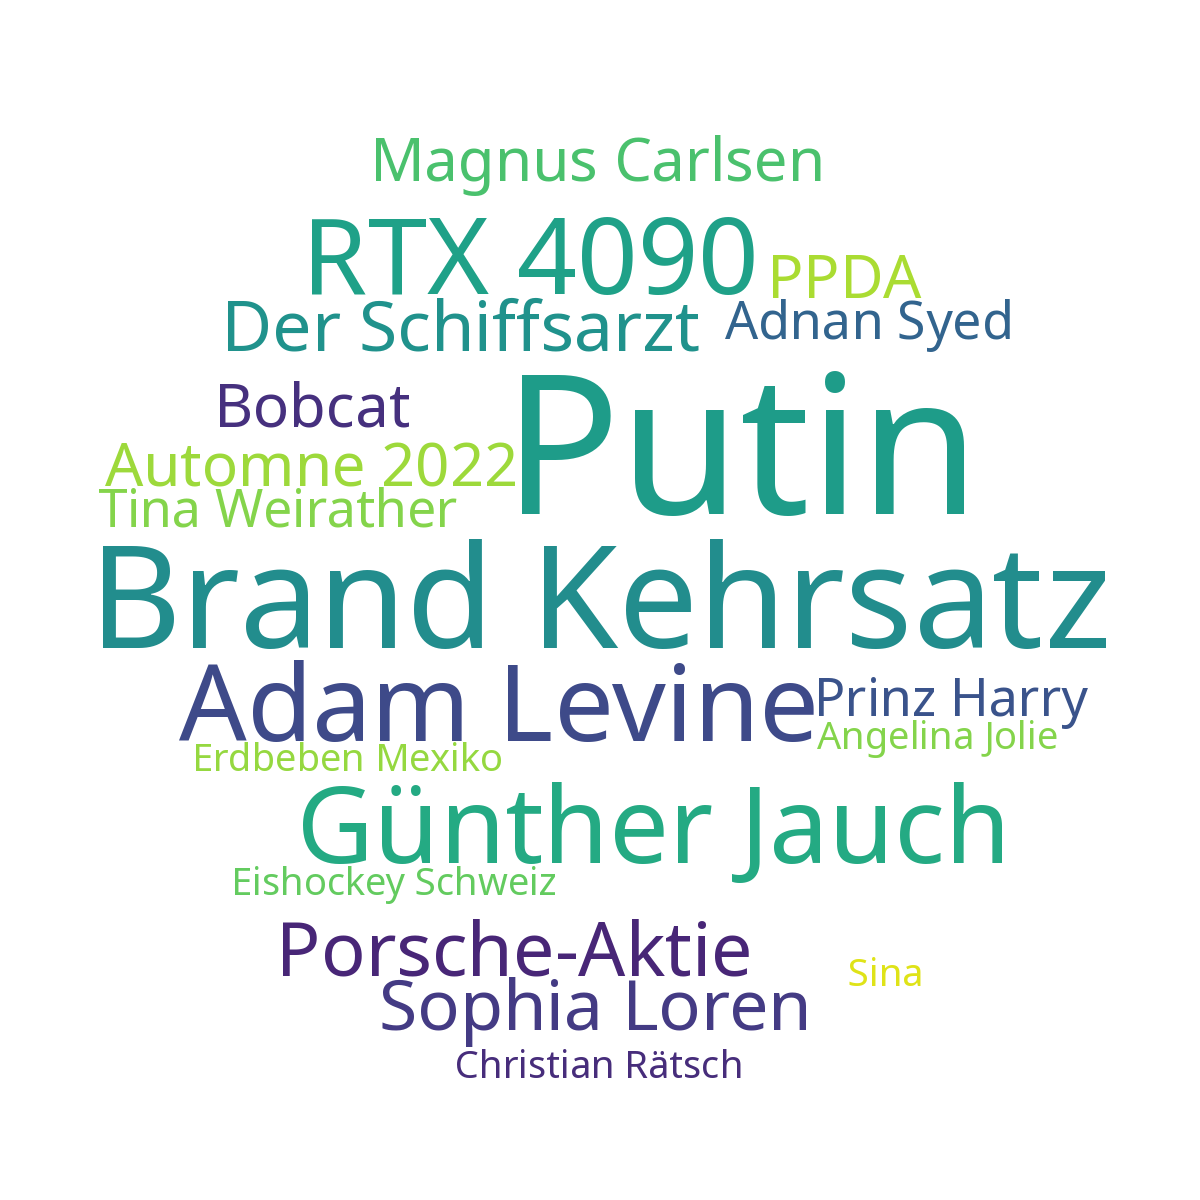 Magnus Carlsen
RTX 4090
PPDA
Der Schiffsarzt
Adnan Syed
Putin
Bobcat
Automne 2022
Tina Weirather
Brand Kehrsatz
Adam Levine
Prinz Harry
Angelina Jolie
Erdbeben Mexiko
Günther Jauch
Eishockey Schweiz
Porsche-Aktie
Sina
Sophia Loren
Christian Rätsch